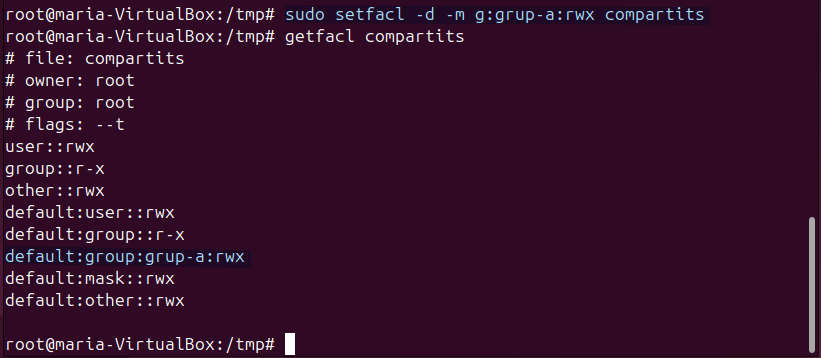 root@maria-VirtualBox:/tmp# sudo setfacl -d -m g:grup-a:rwx compartits
root@maria-VirtualBox:/tmp# getfacl compartits
# file: compartits
# owner: root
# group: root
# flags: --t
user::rwx
group::r-x
other::rwx
default:user::rwx
default:group::r-x
default:group:grup-a:rwx
default:mask::rwx
default:other::rwx
root@maria-VirtualBox:/tmp#